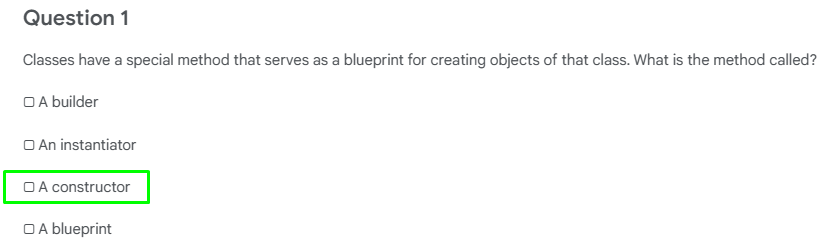 Question 1
Classes have a special method that serves as a blueprint for creating objects of that class. What is the method called?
A builder
An instantiator
A constructor
A blueprint